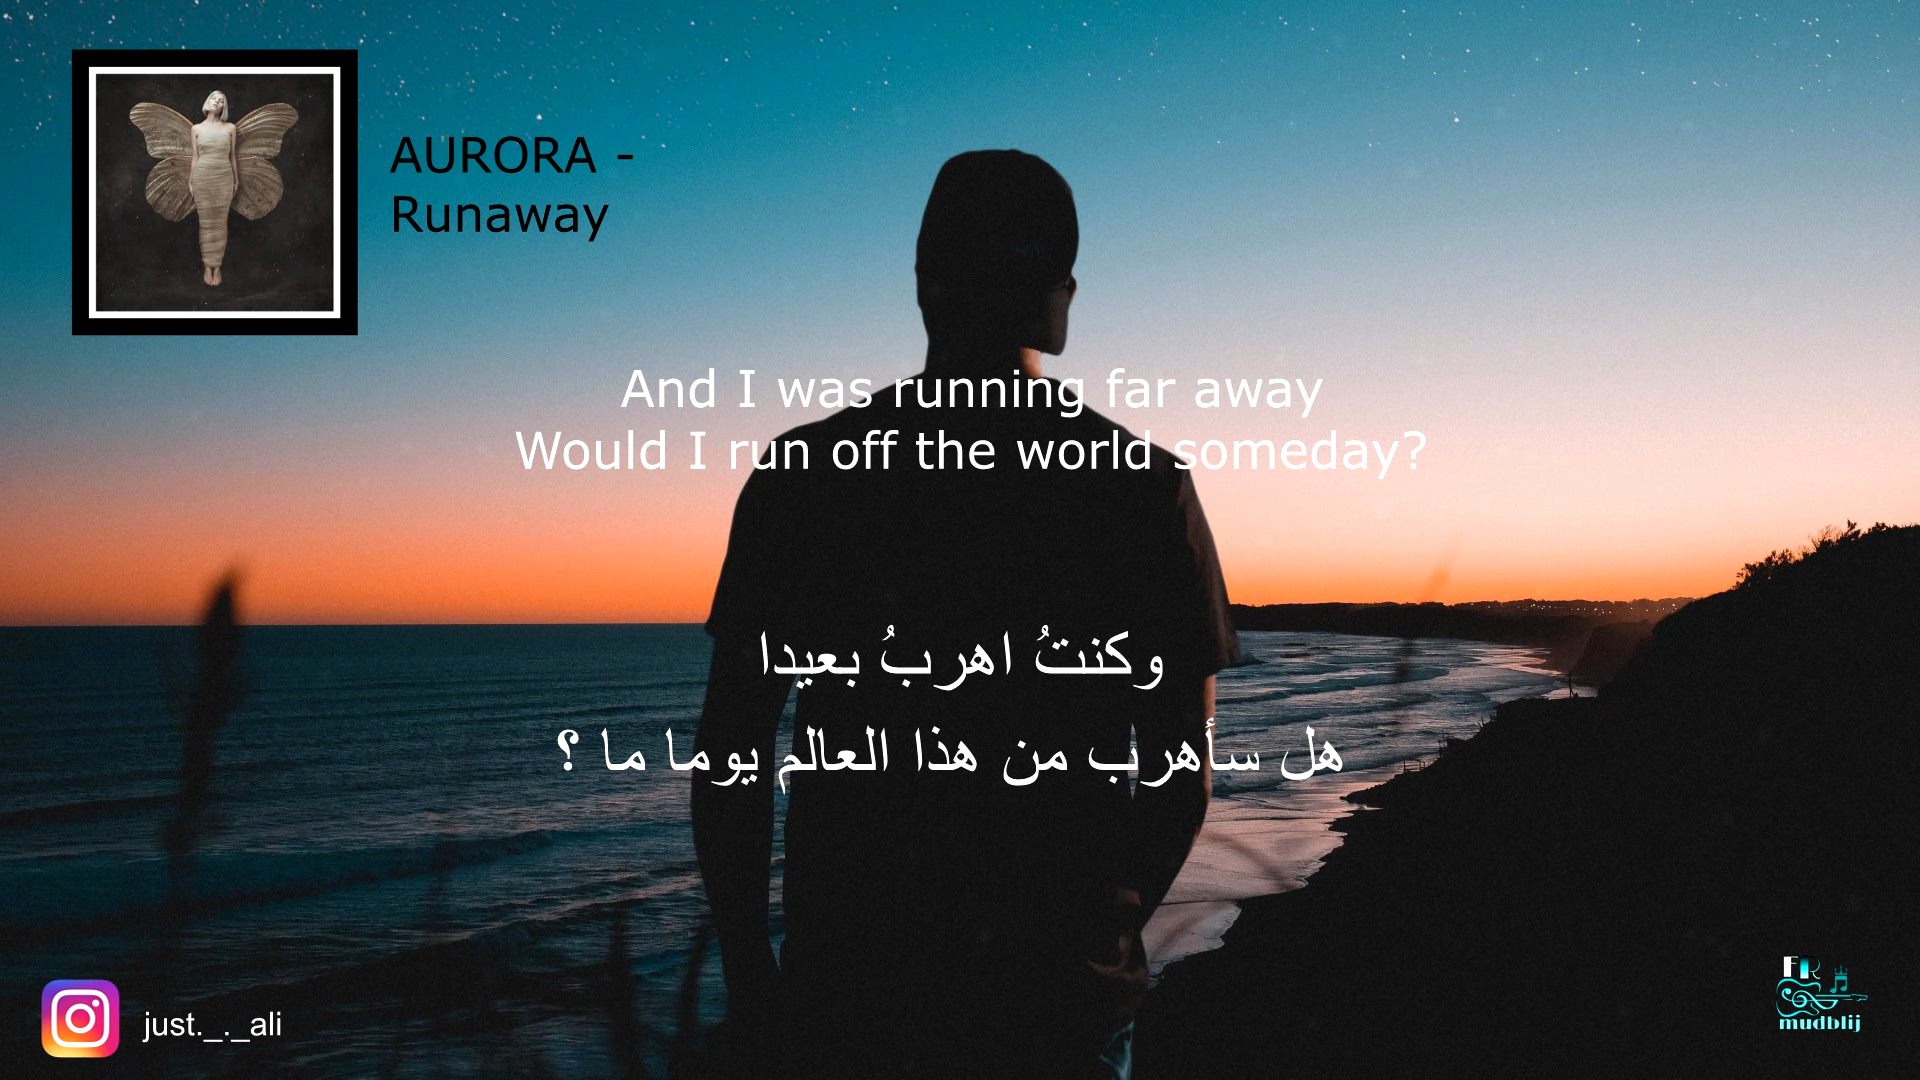 AURORA -
Runaway
And I was running far away
Would I run off the world someday?
وكنتُ اهربُ بعيدا
هل سأهرب من هذا العالم يوما ما ؟
just._._ali
FR
mudblij